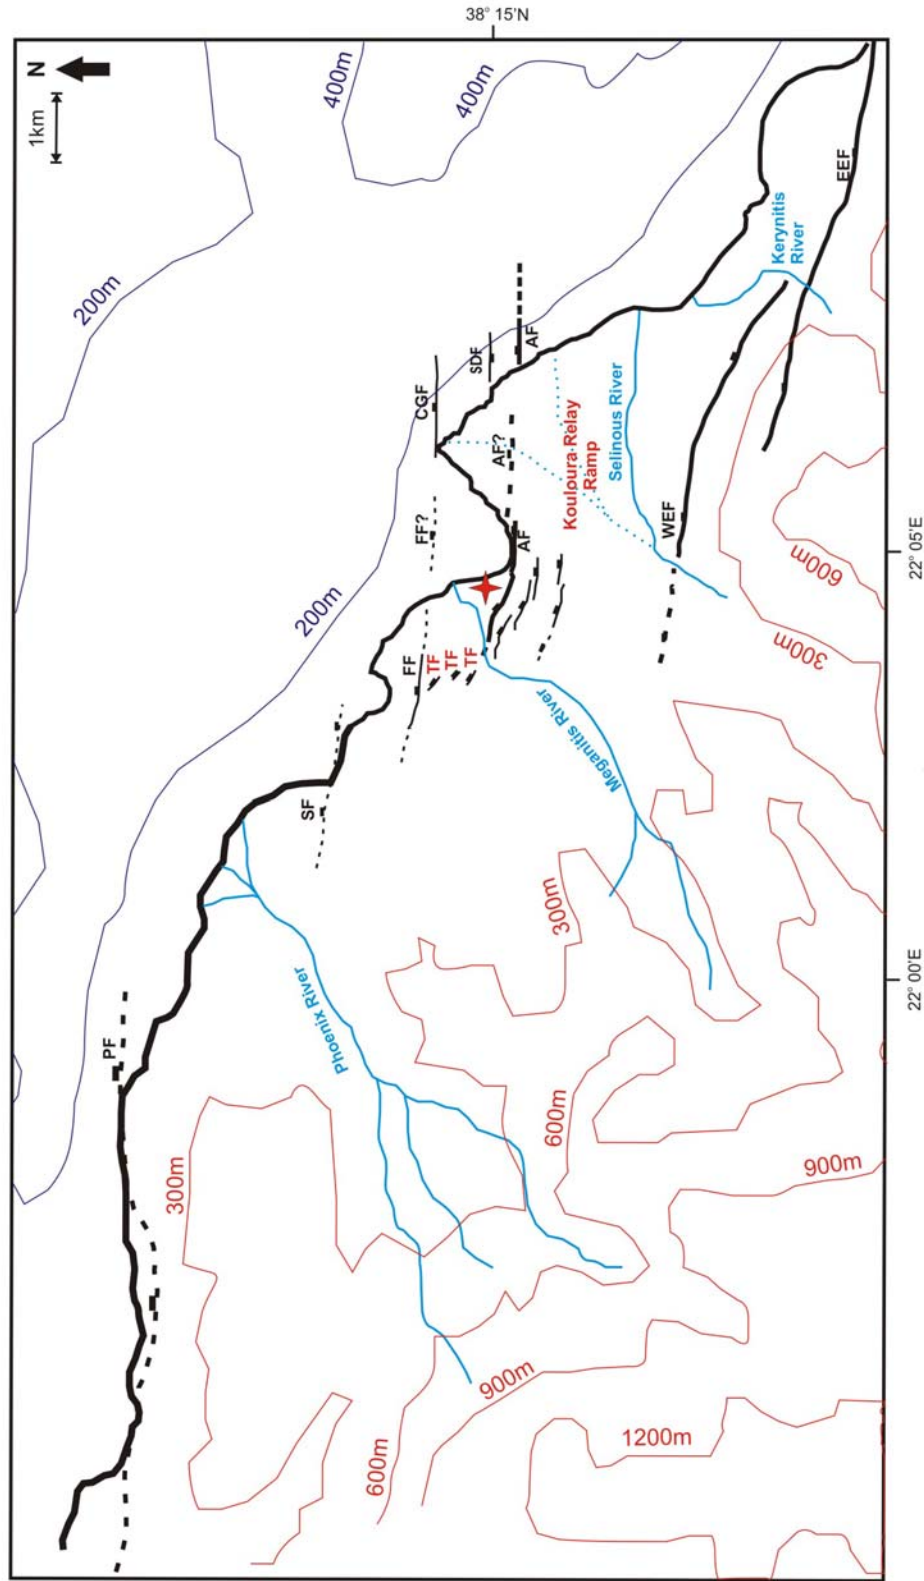 38° 15'N
N
1km
400m
400m
200m
EEF
Kerynitis
River
SDF
AF
CGF
AF?
Koulpura Relay
Ramp
Selinous River
WEF
FF?
AF
600m
22° 05'E
200m
300m
FF
TF
TF
TF
Meganitis River
SF
300m
22° 00'E
Phoenix River
PF
600m
900m
300m
900m
600m
1200m